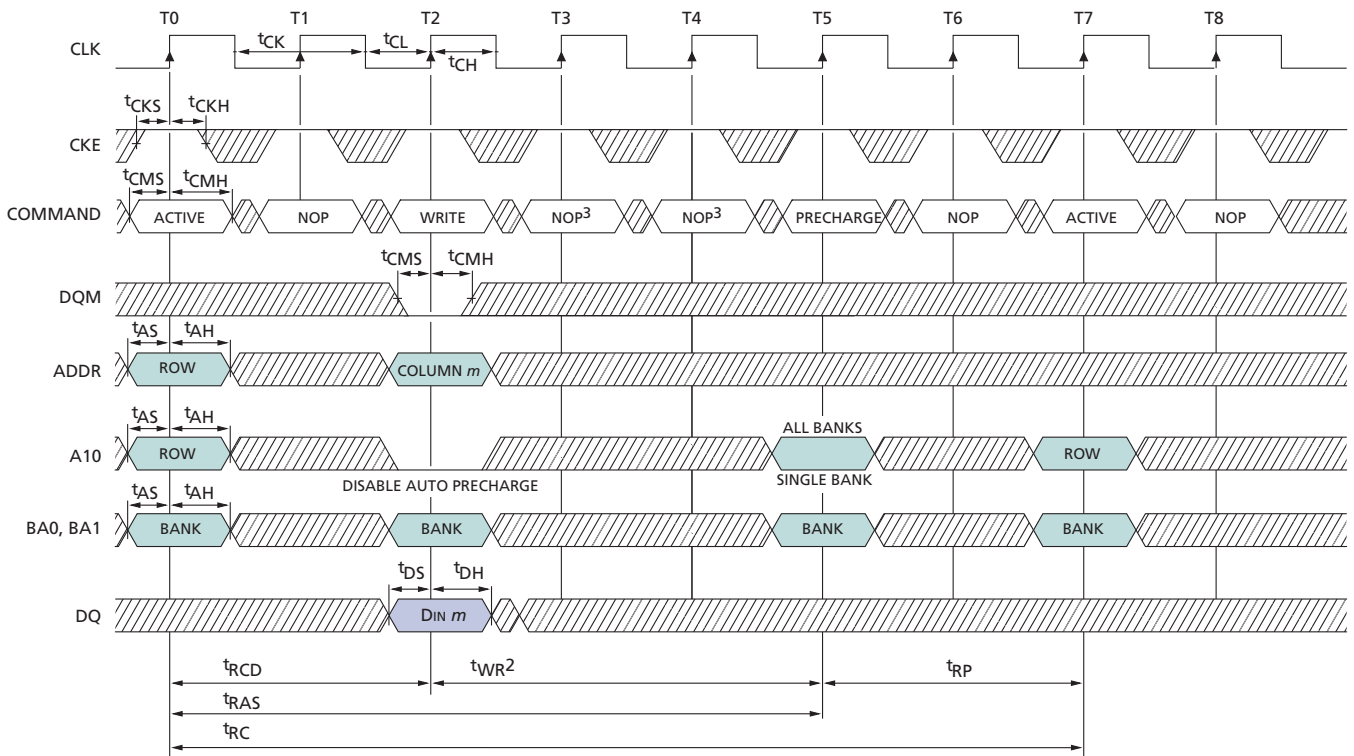 T0 T1 T2 T3 T4 T5 T6 T7 T8
CLK
tCK tCL
tCH
tCKS tCKH
CKE
tCMS tCMH
COMMAND ACTIVE NOP WRITE NOP3 NOP3 PRECHARGE NOP ACTIVE NOP
tCMS tCMH
DQM
tAS tAH
ADDR ROW COLUMN m
tAS tAH
ALL BANKS
A10 ROW ROW
DISABLE AUTO PRECHARGE SINGLE BANK
tAS tAH
BA0, BA1 BANK BANK BANK BANK
tDS tDH
DQ DIN m
tRCD tWR2 tRP
tRAS
tRC